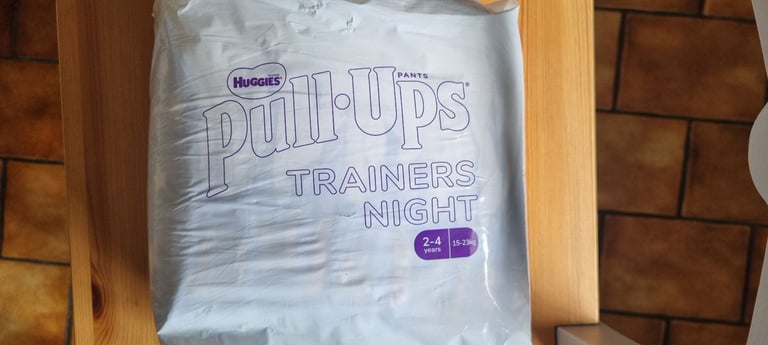 HUGGIES
PANTS
Pull·Ups®
TRAINERS
NIGHT
2-4 years 15-23kg